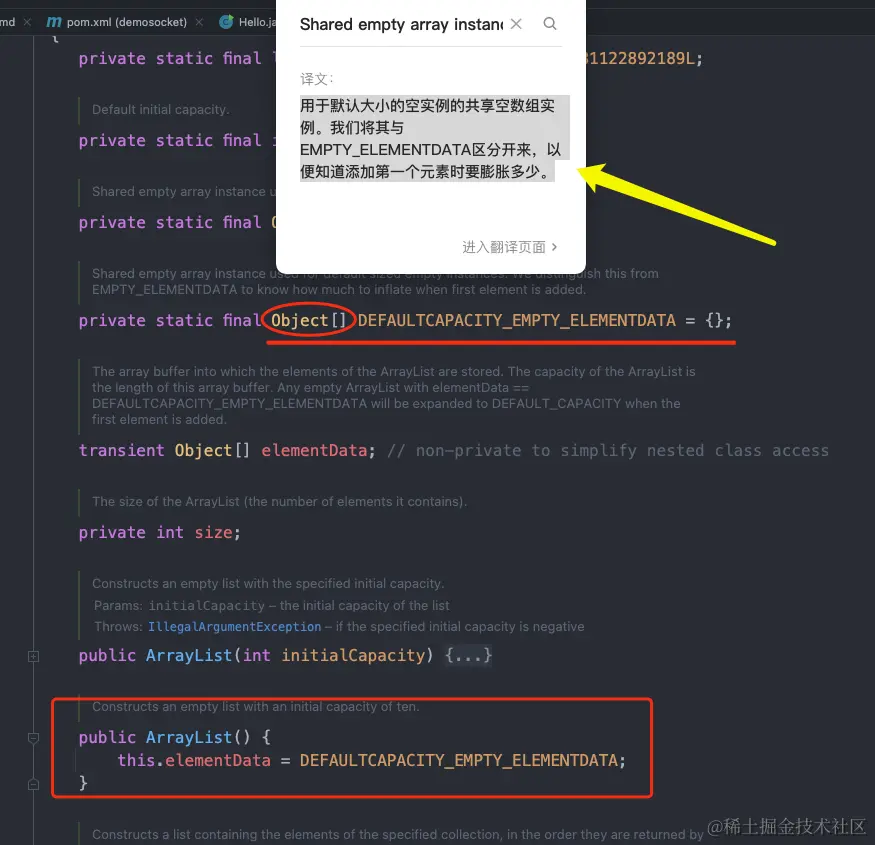 md × m pom.xml (demosocket) × Hello.ja
Shared empty array instanc × 
译文：
用于默认大小的空实例的共享空数组实
例。我们将其与
EMPTY_ELEMENTDATA区分开来，以
便知道添加第一个元素时要膨胀多少。
进入翻译页面 >
{
private static final 31122892189L;
Default initial capacity.
private static final i
Shared empty array instance u
private static final O
Shared empty array instance used for default sized empty instances. We distinguish this from
EMPTY_ELEMENTDATA to know how much to inflate when first element is added.
private static final Object[] DEFAULTCAPACITY_EMPTY_ELEMENTDATA = {};
The array buffer into which the elements of the ArrayList are stored. The capacity of the ArrayList is
the length of this array buffer. Any empty ArrayList with elementData ==
DEFAULTCAPACITY_EMPTY_ELEMENTDATA will be expanded to DEFAULT_CAPACITY when the
first element is added.
transient Object[] elementData; // non-private to simplify nested class access
The size of the ArrayList (the number of elements it contains).
private int size;
Constructs an empty list with the specified initial capacity.
Params: initialCapacity – the initial capacity of the list
Throws: IllegalArgumentException – if the specified initial capacity is negative
public ArrayList(int initialCapacity) {...}
Constructs an empty list with an initial capacity of ten.
public ArrayList() {
this.elementData = DEFAULTCAPACITY_EMPTY_ELEMENTDATA;
}
Constructs a list containing the elements of the specified collection, in the order they are returned by
@稀土掘金技术社区